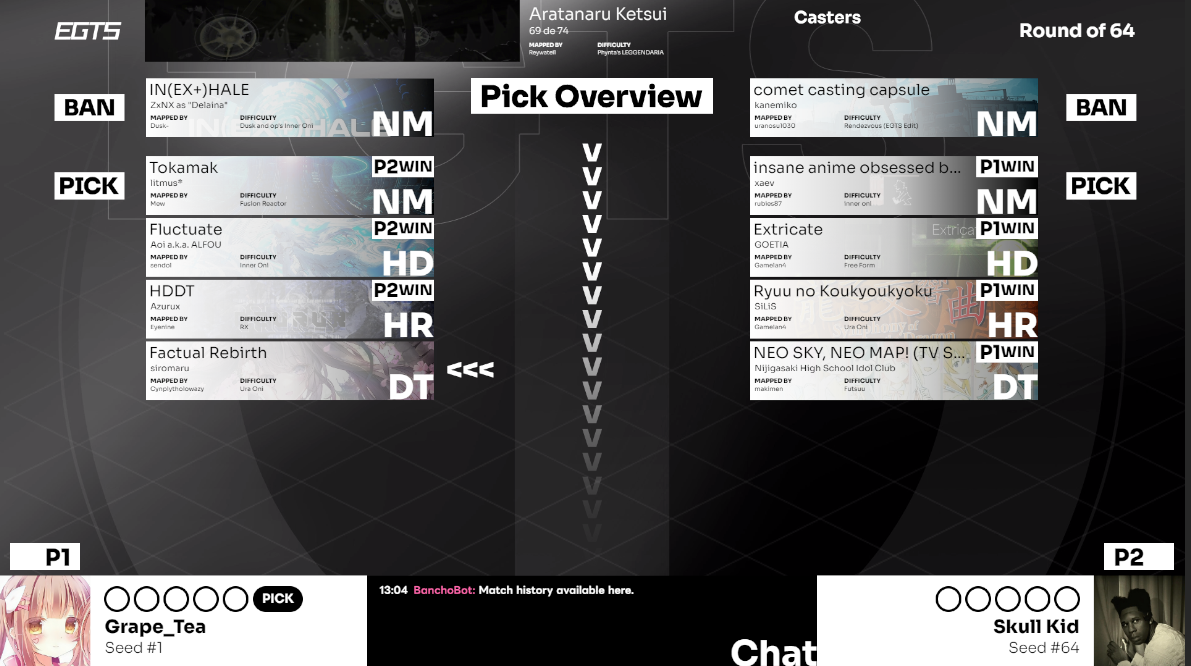 EGTS
Aratanaru Ketsui
69 de 74
MAPPED BY
DIFFICULTY
Reywateil
Phynta's LEGGENDARIA
Casters
Round of 64
BAN
IN(EX+)HALE
ZxNX as "Delaina"
MAPPED BY
DIFFICULTY
Dusk-
Dusk and op's Inner Oni
NM
Pick Overview
comet casting capsule
kanemiko
MAPPED BY
DIFFICULTY
uranosu1030
Rendezvous (EGTS Edit)
NM
BAN
PICK
Tokamak
litmus*
MAPPED BY
DIFFICULTY
Mew
Fusion Reactor
P2WIN
NM
insane anime obsessed b...
xaev
MAPPED BY
DIFFICULTY
rubies87
Inner oni
P1WIN
NM
PICK
Fluctuate
Aoi a.k.a. ALFOU
MAPPED BY
DIFFICULTY
sendol
Inner Oni
P2WIN
HD
Extricate
GOETIA
MAPPED BY
DIFFICULTY
Gamelan4
Free Form
P1WIN
HD
HDDT
Azurux
MAPPED BY
DIFFICULTY
Eyenine
RX
P2WIN
HR
Ryuu no Koukyoukyoku
SiLiS
MAPPED BY
DIFFICULTY
Gamelan4
Ura Oni
P1WIN
HR
Factual Rebirth
siromaru
MAPPED BY
DIFFICULTY
Cynplytholowazy
Ura Oni
DT
<<<
NEO SKY, NEO MAP! (TV S...
Nijigasaki High School Idol Club
MAPPED BY
DIFFICULTY
makimen
Futsuu
P1WIN
DT
P1
P2
PICK
Grape_Tea
Seed #1
13:04 BanchoBot: Match history available here.
Chat
Skull Kid
Seed #64